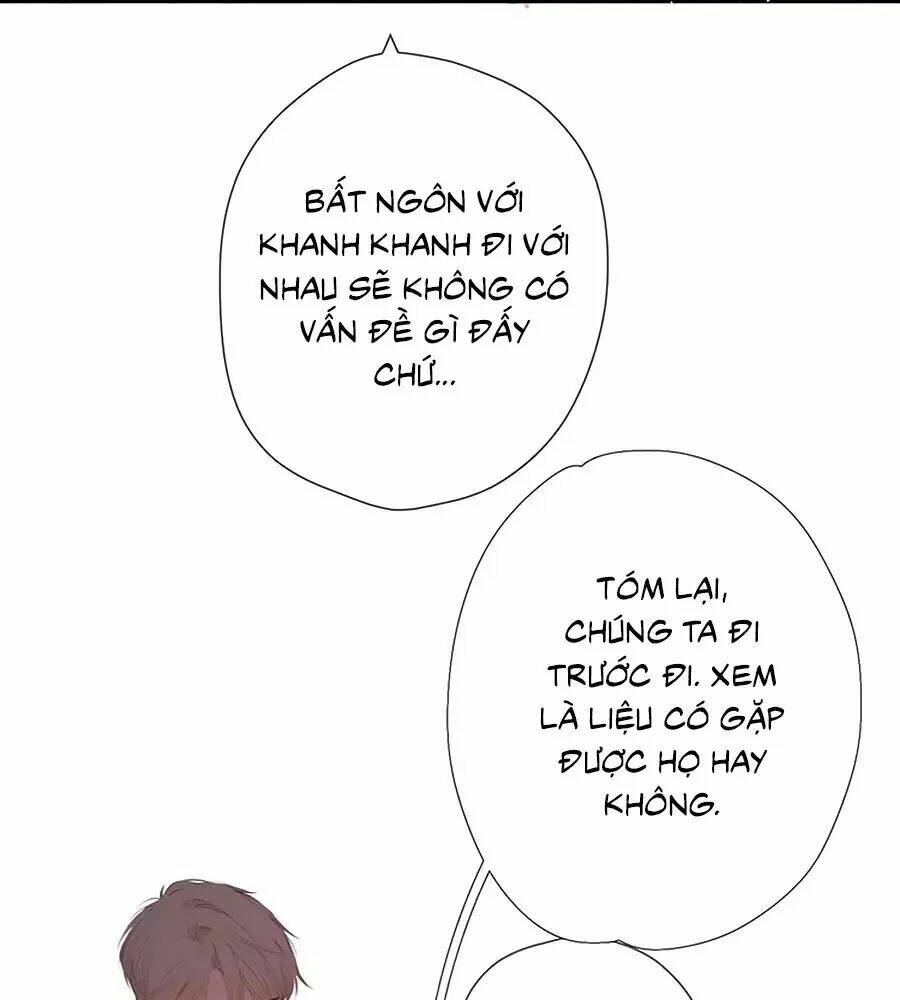 BẤT NGÔN VỚI
KHANH KHANH ĐI VỚI
NHAU SẼ KHÔNG CÓ
VẤN ĐỀ GÌ ĐẤY
CHỨ...
TÓM LẠI,
CHÚNG TA ĐI
TRƯỚC ĐI. XEM
LÀ LIỆU CÓ GẶP
ĐƯỢC HỌ HAY
KHÔNG.